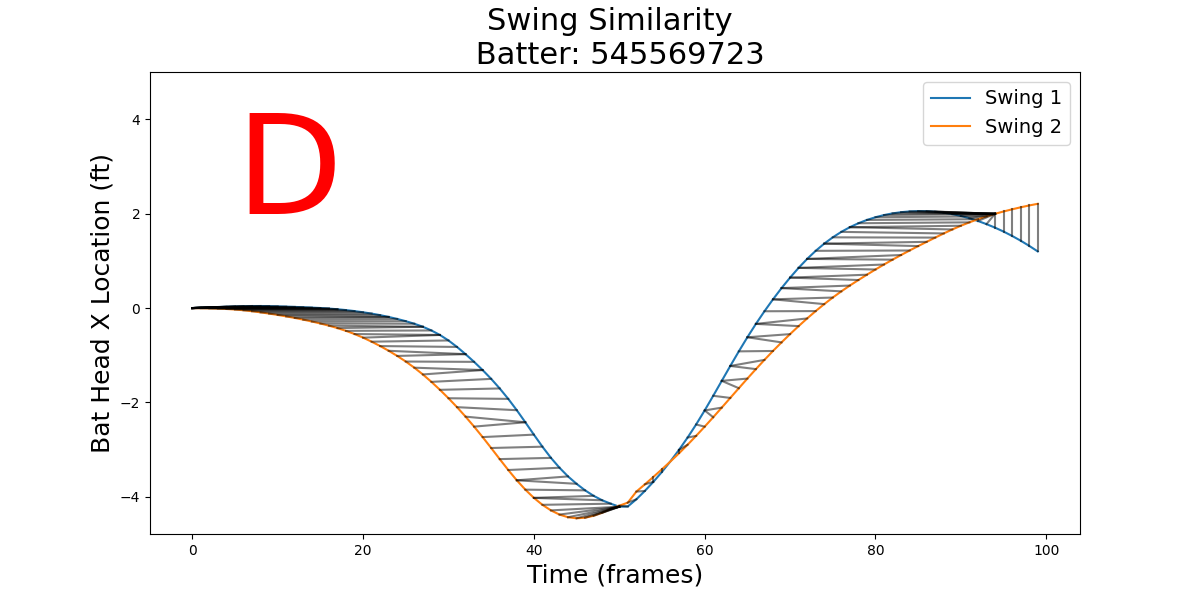 Swing Similarity
Batter: 545569723
D
Swing 1
Swing 2
Bat Head X Location (ft)
4
2
0
−2
−4
0 20 40 60 80 100
Time (frames)